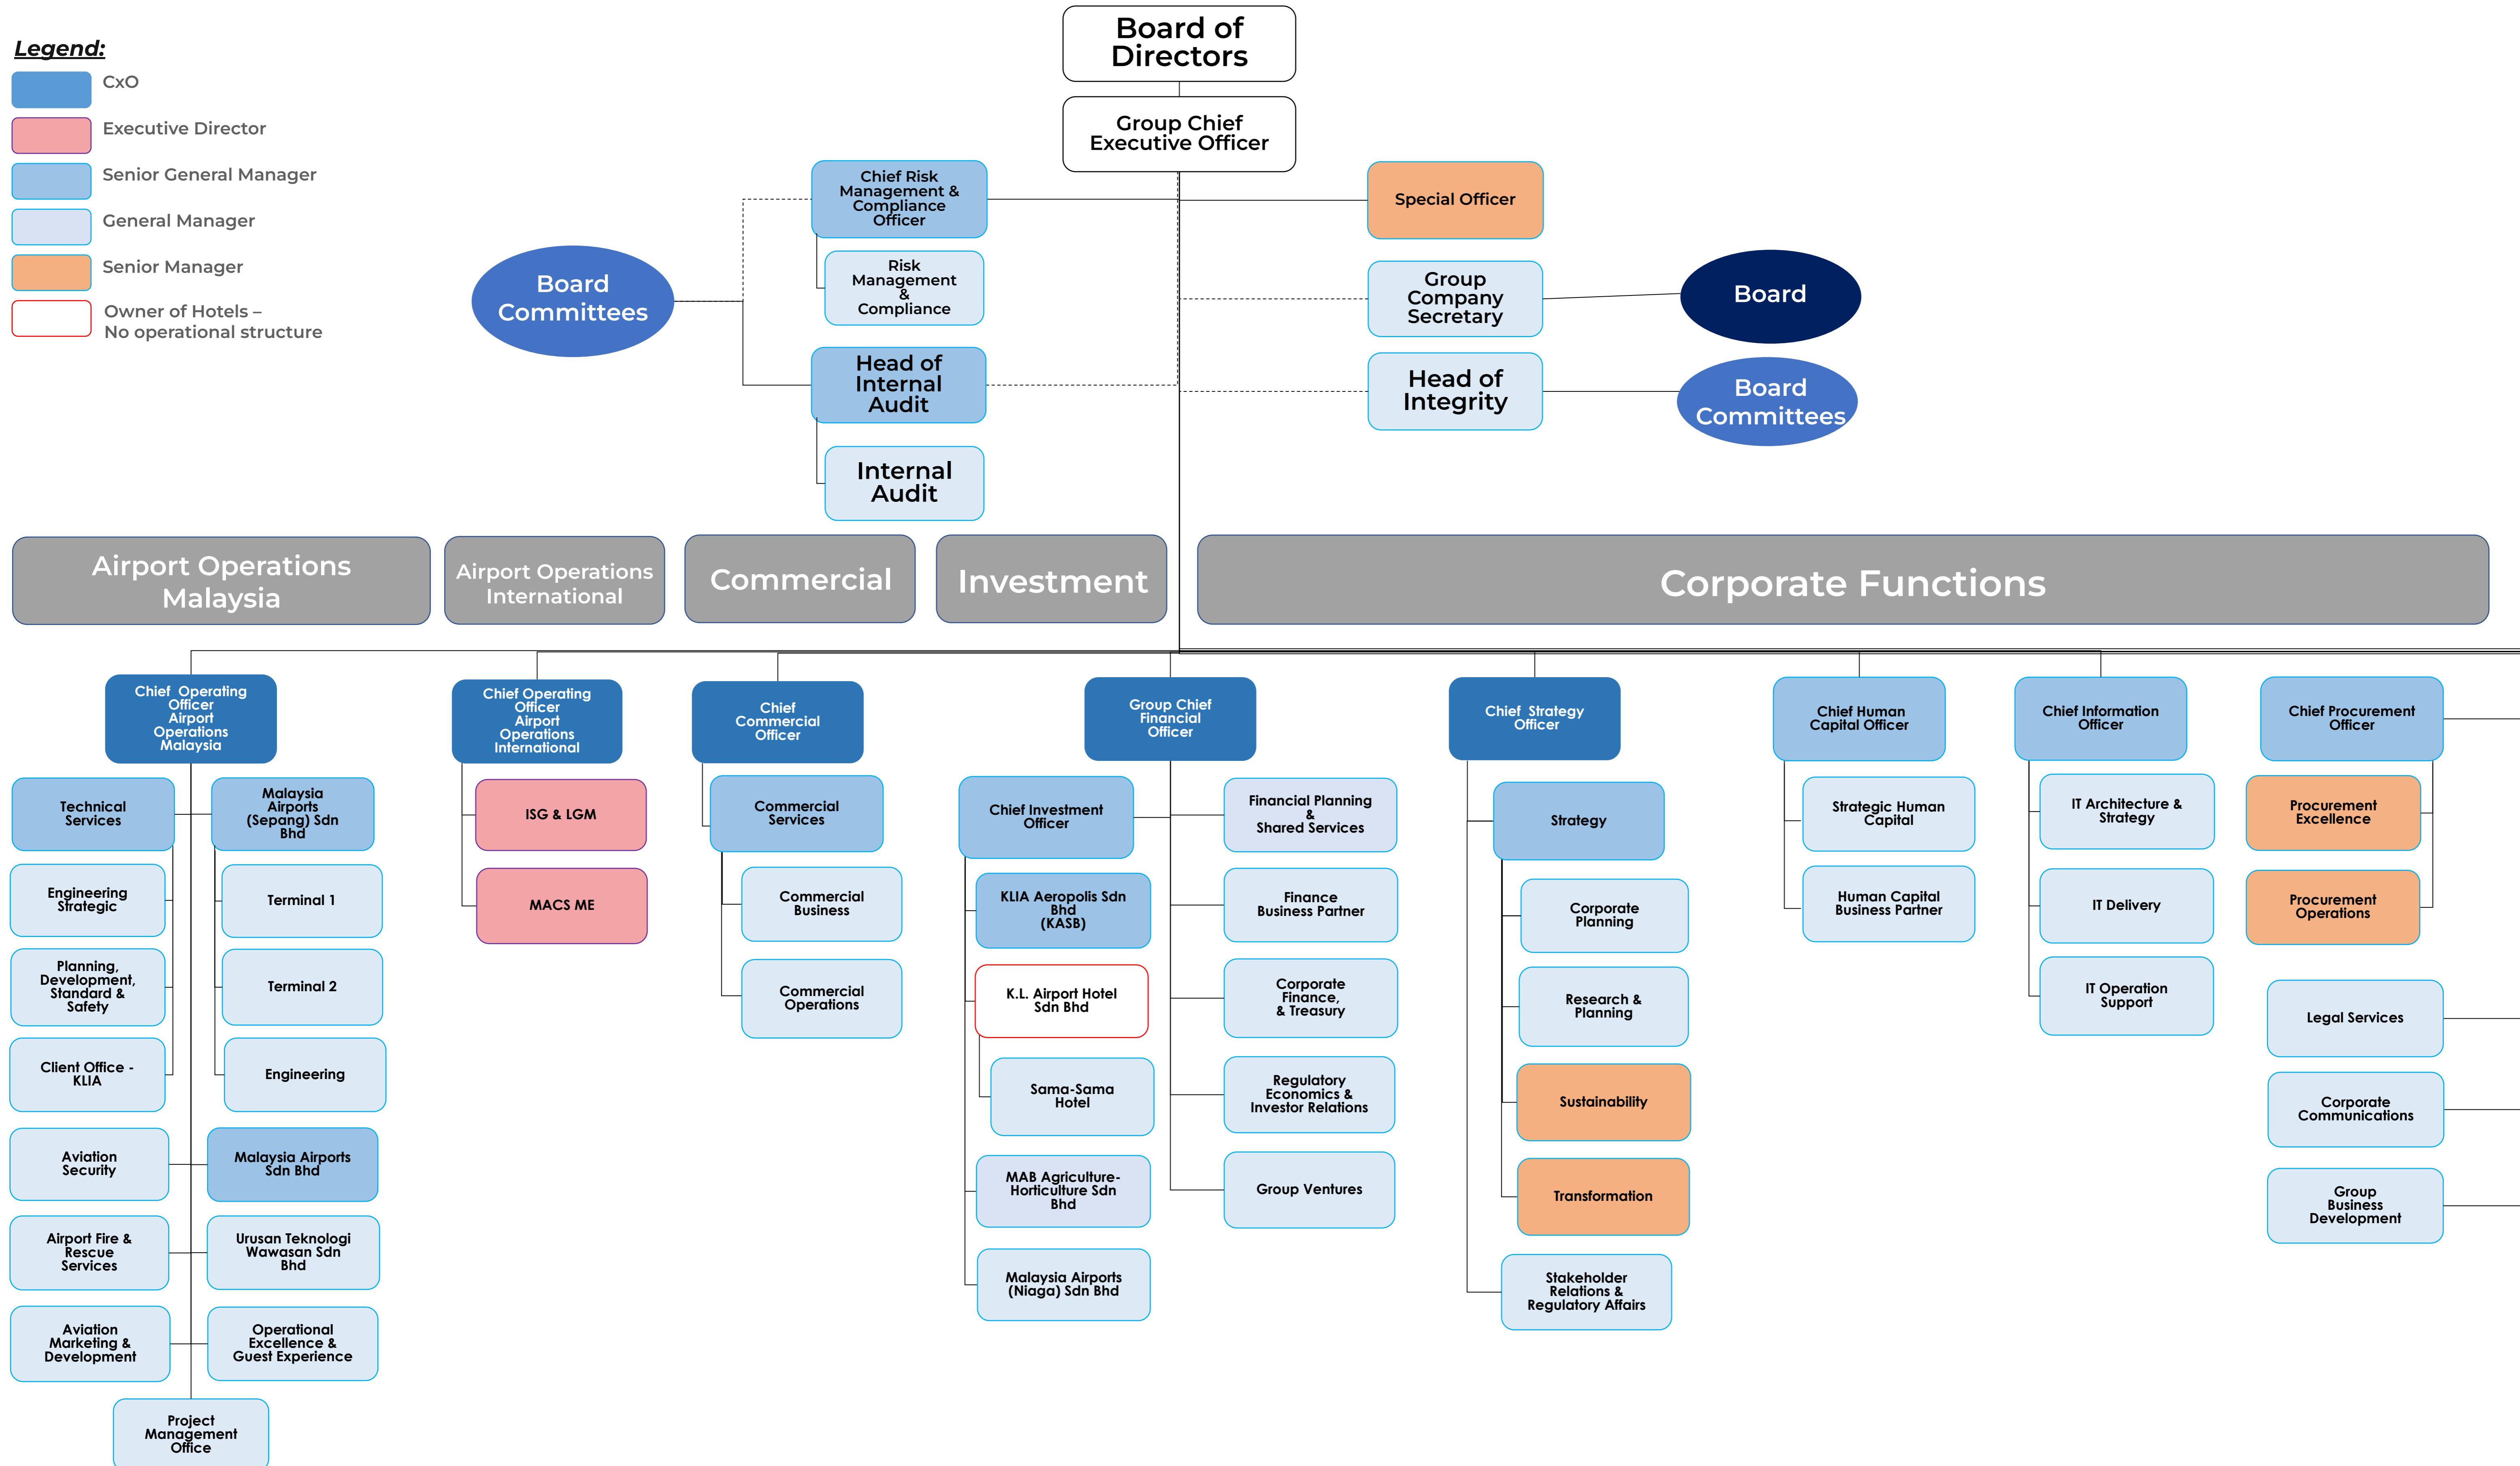 Board of
Directors
Group Chief
Executive Officer
Legend:
CxO
Executive Director
Senior General Manager
General Manager
Senior Manager
Owner of Hotels –
No operational structure
Chief Risk
Management &
Compliance
Officer
Risk
Management
&
Compliance
Board
Committees
Head of
Internal
Audit
Internal
Audit
Special Officer
Group
Company
Secretary
Board
Head of
Integrity
Board
Committees
Airport Operations
Malaysia
Airport Operations
International
Commercial
Investment
Corporate Functions
Chief  Operating
Officer
Airport
Operations
Malaysia
Technical
Services
Engineering
Strategic
Planning,
Development,
Standard &
Safety
Client Office -
KLIA
Malaysia
Airports
(Sepang) Sdn
Bhd
Terminal 1
Terminal 2
Engineering
Aviation
Security
Malaysia Airports
Sdn Bhd
Airport Fire &
Rescue
Services
Urusan Teknologi
Wawasan Sdn
Bhd
Aviation
Marketing &
Development
Operational
Excellence &
Guest Experience
Project
Management
Office
Chief Operating
Officer
Airport
Operations
International
ISG & LGM
MACS ME
Chief
Commercial
Officer
Commercial
Services
Commercial
Business
Commercial
Operations
Group Chief
Financial
Officer
Chief Investment
Officer
KLIA Aeropolis Sdn
Bhd
(KASB)
K.L. Airport Hotel
Sdn Bhd
Sama-Sama
Hotel
MAB Agriculture-
Horticulture Sdn
Bhd
Malaysia Airports
(Niaga) Sdn Bhd
Financial Planning
&
Shared Services
Finance
Business Partner
Corporate
Finance,
& Treasury
Regulatory
Economics &
Investor Relations
Group Ventures
Chief  Strategy
Officer
Strategy
Corporate
Planning
Research &
Planning
Sustainability
Transformation
Stakeholder
Relations &
Regulatory Affairs
Chief Human
Capital Officer
Strategic Human
Capital
Human Capital
Business Partner
Chief Information
Officer
IT Architecture &
Strategy
IT Delivery
IT Operation
Support
Chief Procurement
Officer
Procurement
Excellence
Procurement
Operations
Legal Services
Corporate
Communications
Group
Business
Development